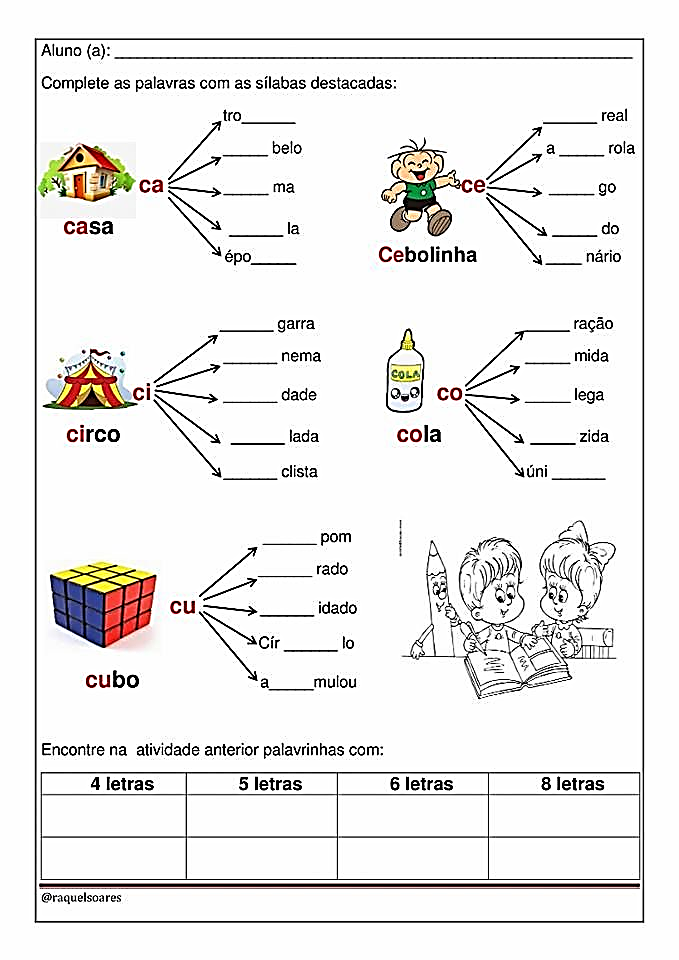 Aluno (a): ______________________
Complete as palavras com as sílabas destacadas:
tro______
_____ belo
ca
_____ ma
______ la
épo_____
casa
______ real
a _____ rola
ce
_____ go
_____ do
____ nário
Cebolinha
______ garra
______ nema
ci
______ dade
______ lada
______ clista
circo
_____ ração
_____ mida
COLA
co
_____ lega
_____ zida
úni ______
cola
______ pom
______ rado
cu
______ idado
Cír ______ lo
a_____mulou
cubo
Encontre na atividade anterior palavrinhas com:
4 letras 5 letras 6 letras 8 letras
@raquelsoares